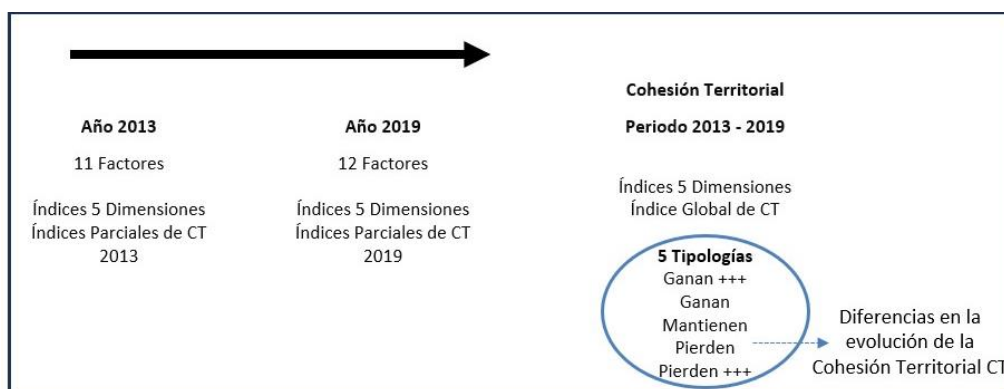 Año 2013
11 Factores
Índices 5 Dimensiones
Índices Parciales de CT
2013
Año 2019
12 Factores
Índices 5 Dimensiones
Índices Parciales de CT
2019
Cohesión Territorial
Periodo 2013 - 2019
Índices 5 Dimensiones
Índice Global de CT
5 Tipologías
Ganan +++
Ganan
Mantienen
Pierden
Pierden +++
Diferencias en la
evolución de la
Cohesión Territorial CT